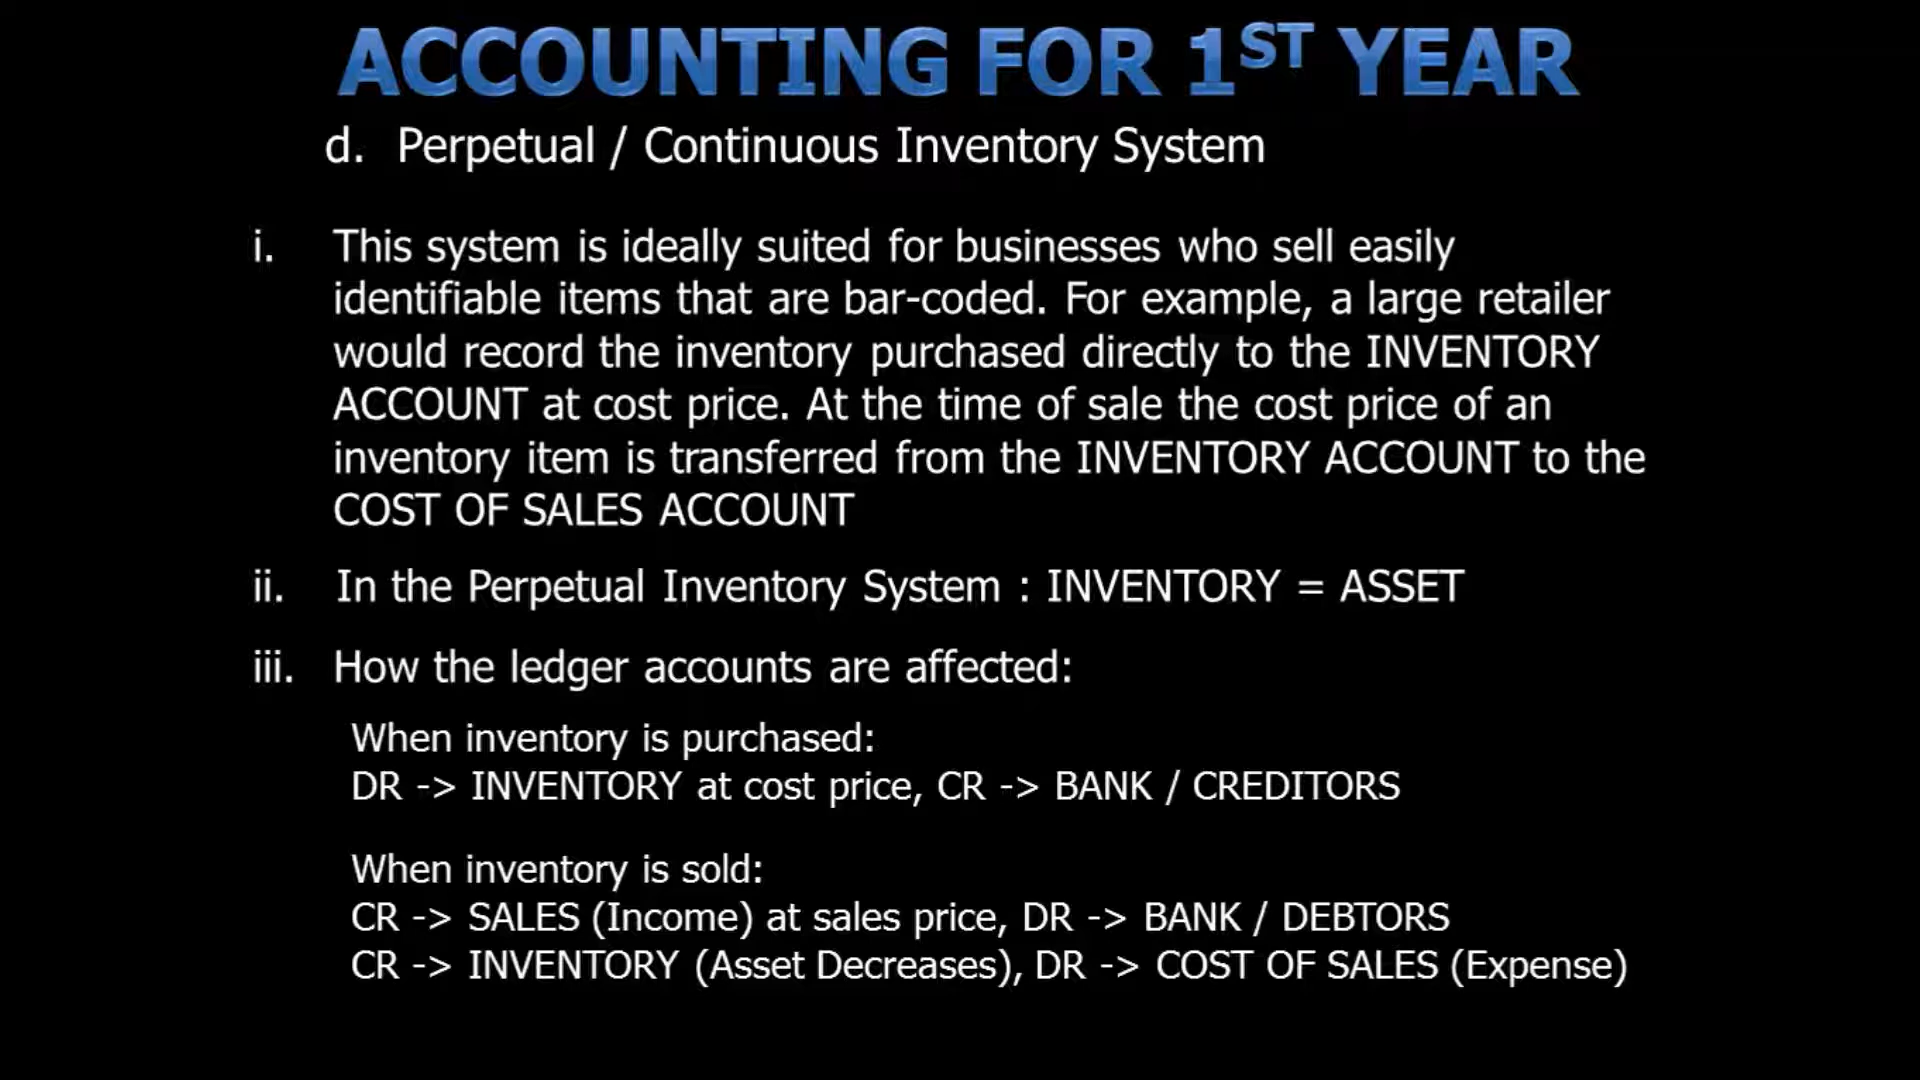 ACCOUNTING FOR 1ST YEAR
d. Perpetual / Continuous Inventory System
i. This system is ideally suited for businesses who sell easily
identifiable items that are bar-coded. For example, a large retailer
would record the inventory purchased directly to the INVENTORY
ACCOUNT at cost price. At the time of sale the cost price of an
inventory item is transferred from the INVENTORY ACCOUNT to the
COST OF SALES ACCOUNT
ii. In the Perpetual Inventory System : INVENTORY = ASSET
iii. How the ledger accounts are affected:
When inventory is purchased:
DR -> INVENTORY at cost price, CR -> BANK / CREDITORS
When inventory is sold:
CR -> SALES (Income) at sales price, DR -> BANK / DEBTORS
CR -> INVENTORY (Asset Decreases), DR -> COST OF SALES (Expense)